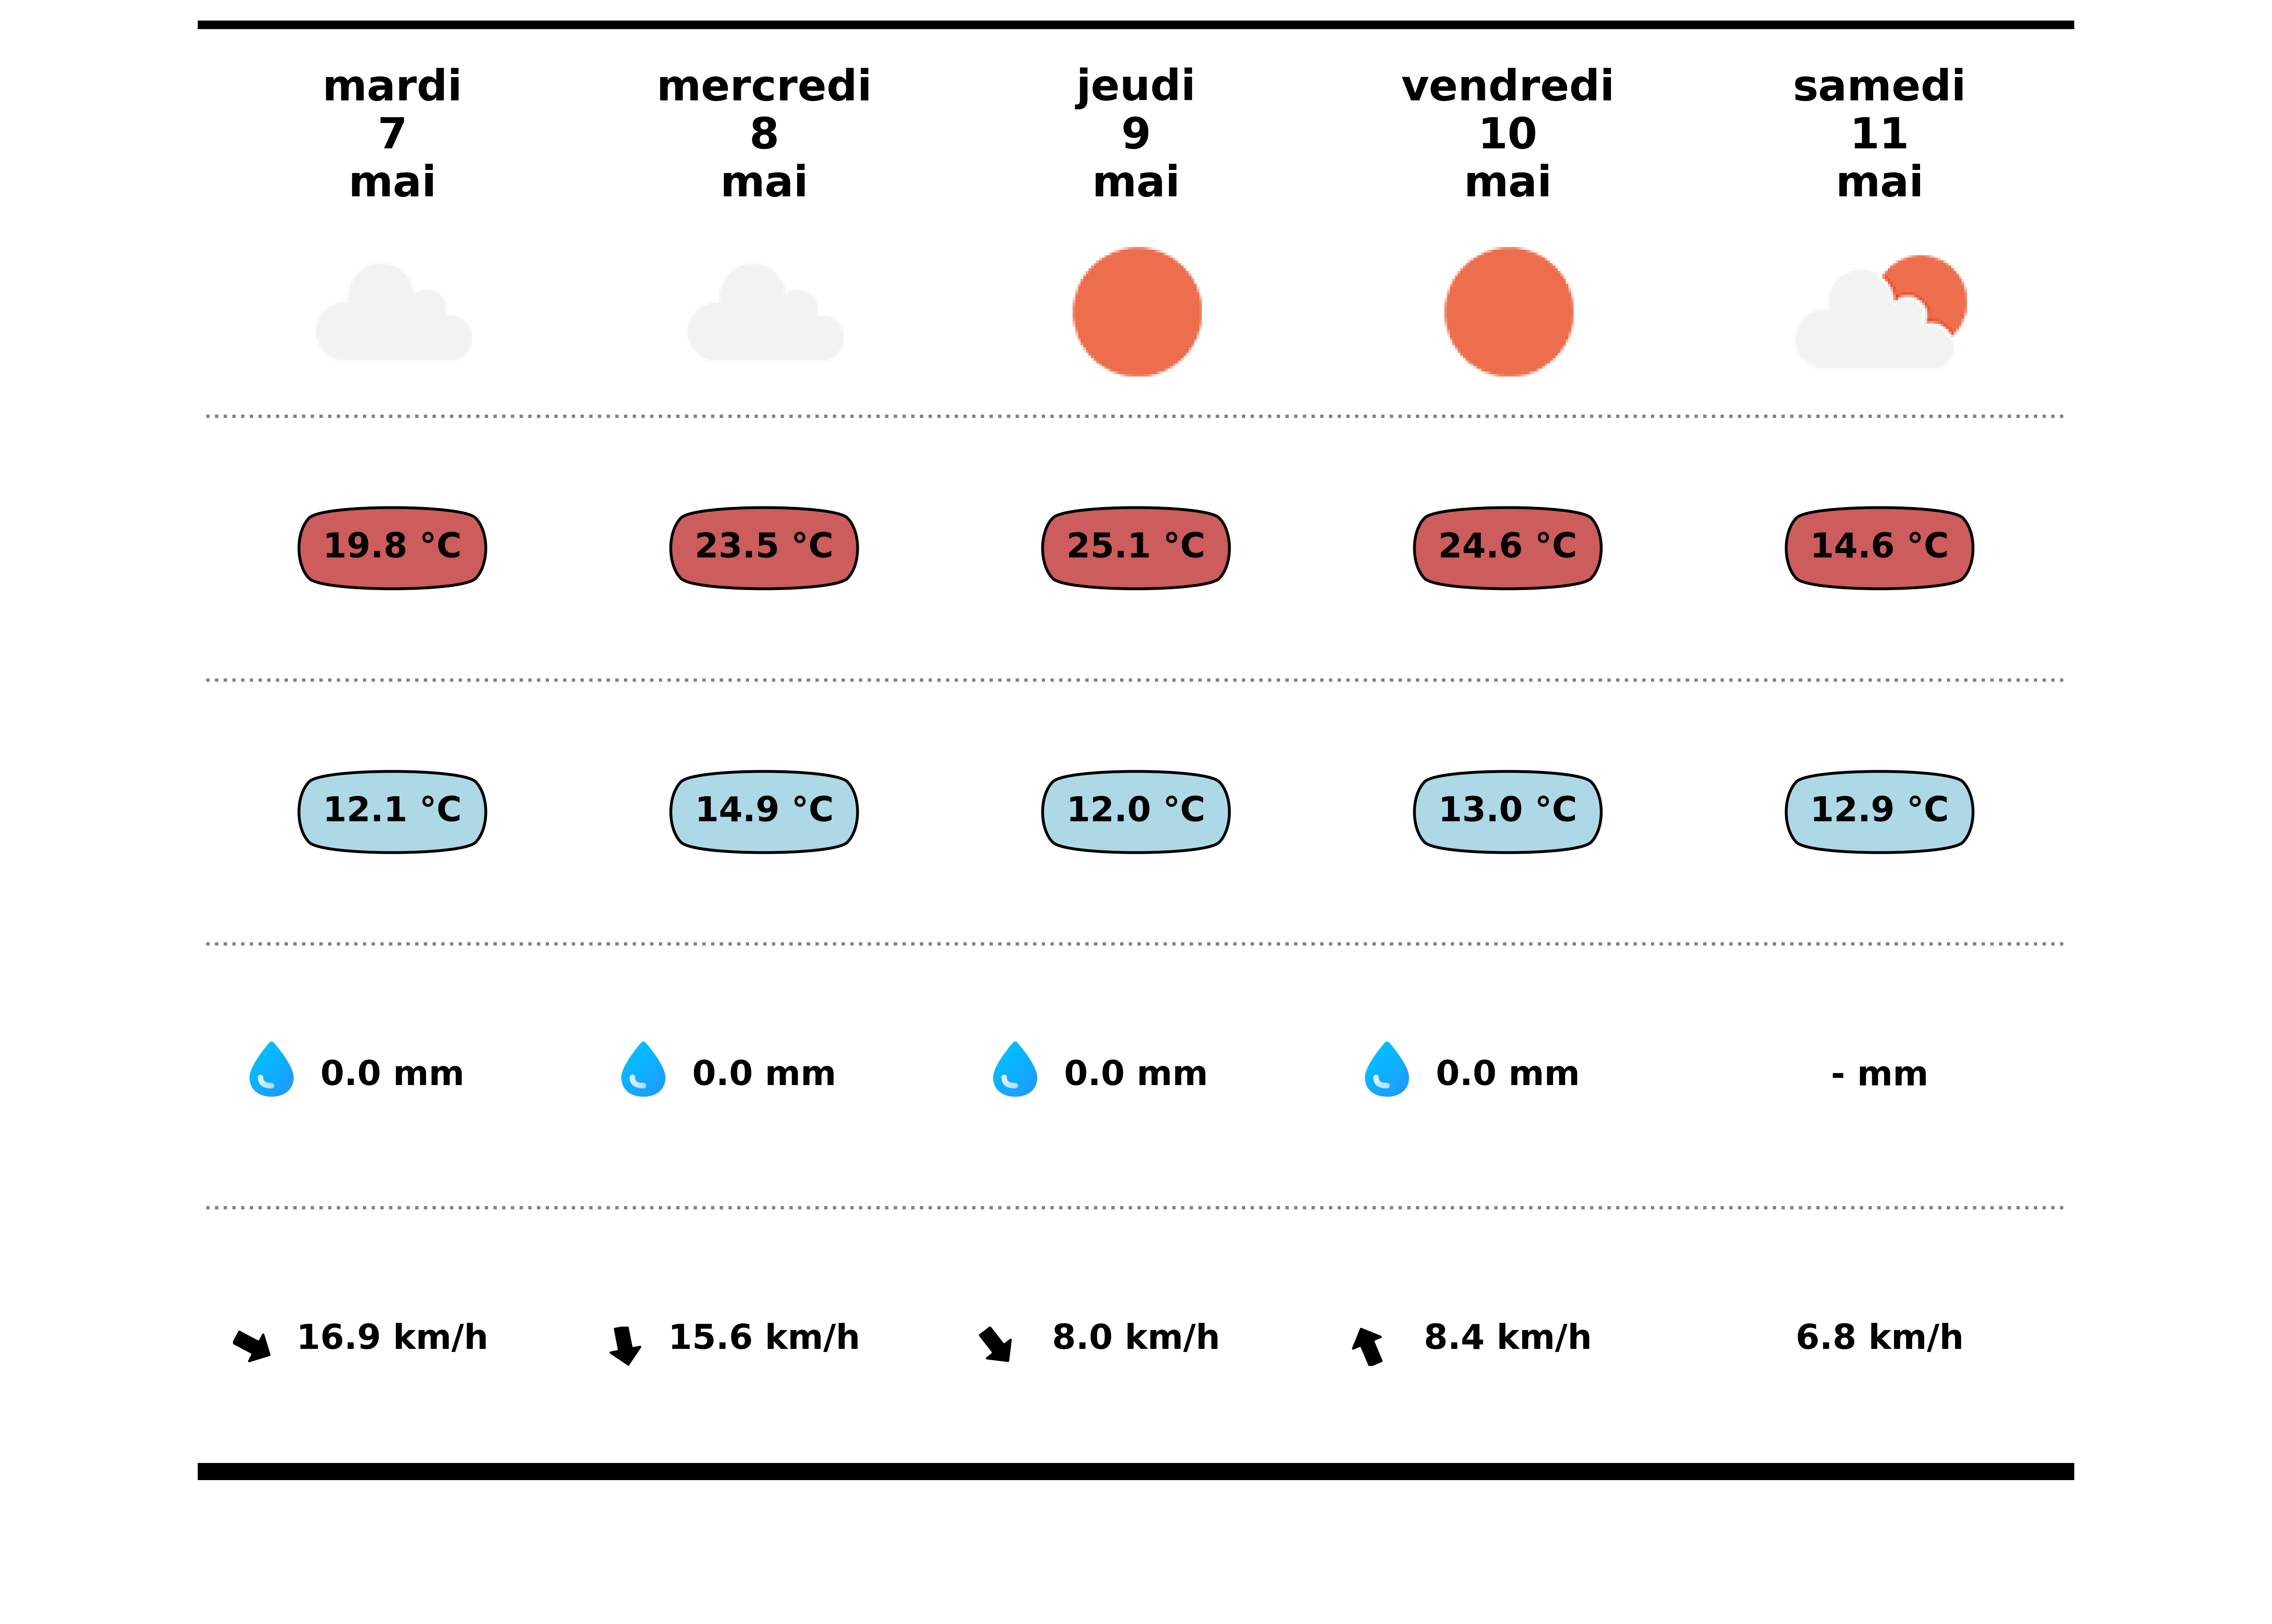 mardi
7
mai
mercredi
8
mai
jeudi
9
mai
vendredi
10
mai
samedi
11
mai
19.8 °C
23.5 °C
25.1 °C
24.6 °C
14.6 °C
12.1 °C
14.9 °C
12.0 °C
13.0 °C
12.9 °C
0.0 mm
0.0 mm
0.0 mm
0.0 mm
- mm
16.9 km/h
15.6 km/h
8.0 km/h
8.4 km/h
6.8 km/h